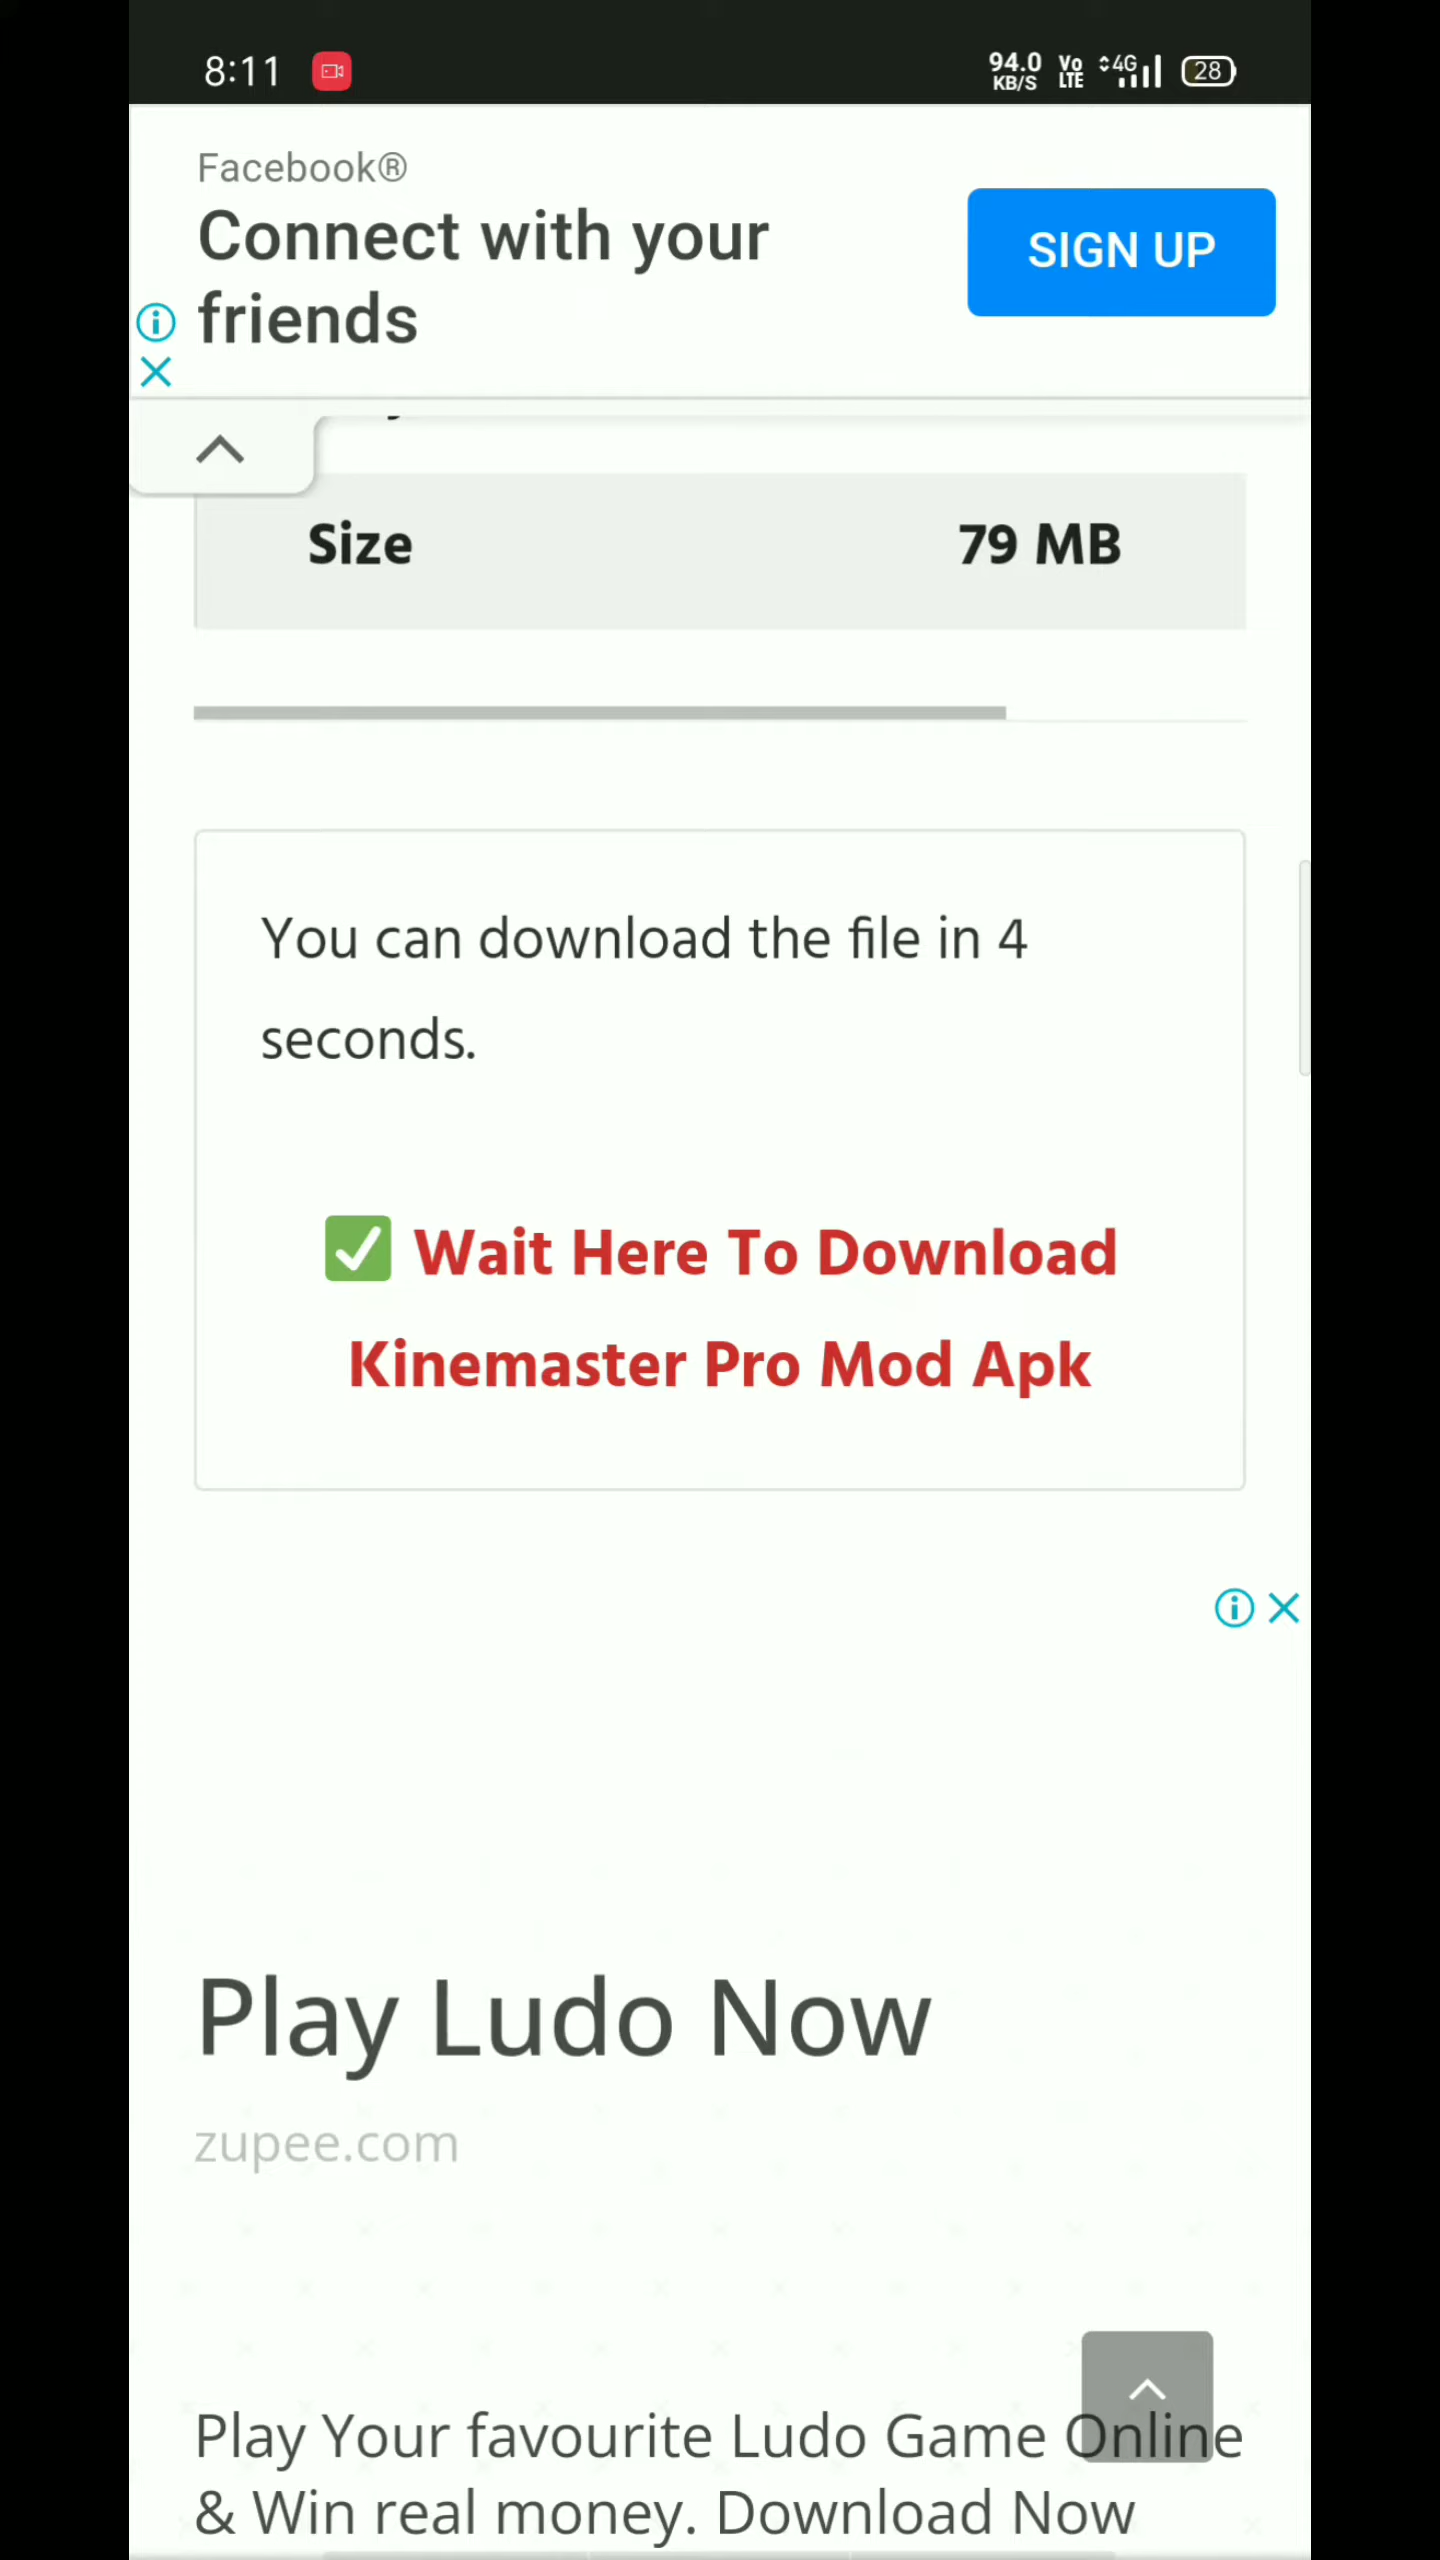 8:11
94.0
KB/S
Vo
LTE
4G
28
Facebook®
Connect with your
friends
SIGN UP
Size
79 MB
You can download the file in 4
seconds.
✅ Wait Here To Download
Kinemaster Pro Mod Apk
Play Ludo Now
zupee.com
Play Your favourite Ludo Game Online
& Win real money. Download Now